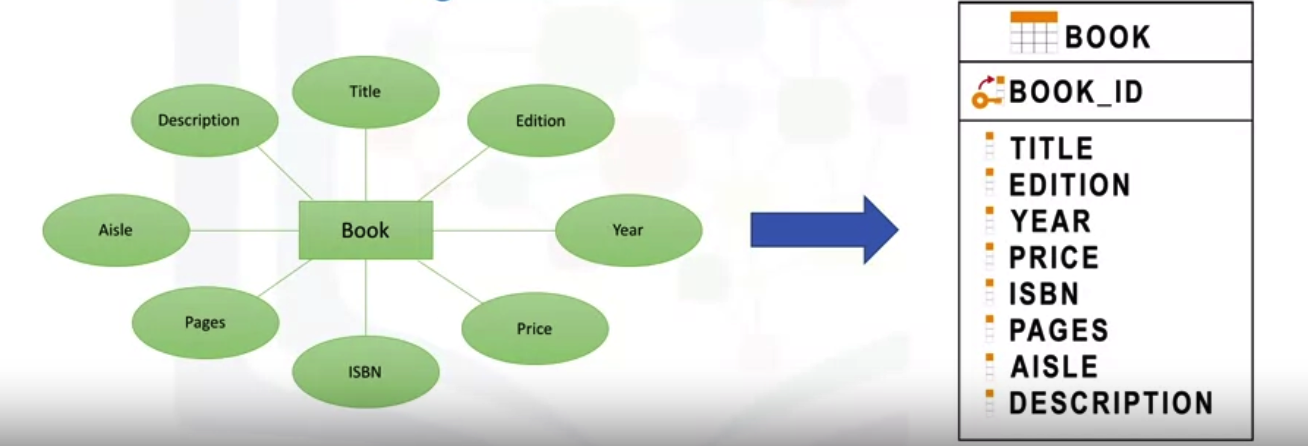 Title
Description
Edition
Aisle
Book
Year
Pages
Price
ISBN
BOOK
BOOK_ID
TITLE
EDITION
YEAR
PRICE
ISBN
PAGES
AISLE
DESCRIPTION